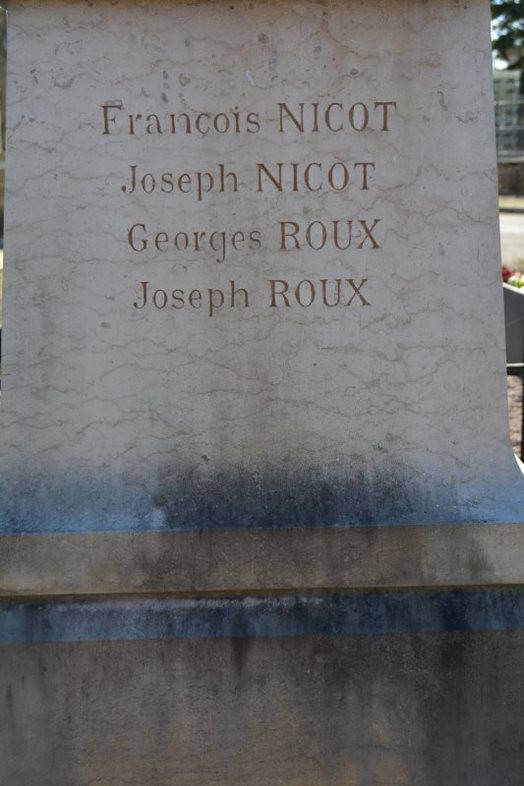 François NICOT
Joseph NICOT
Georges ROUX
Joseph ROUX